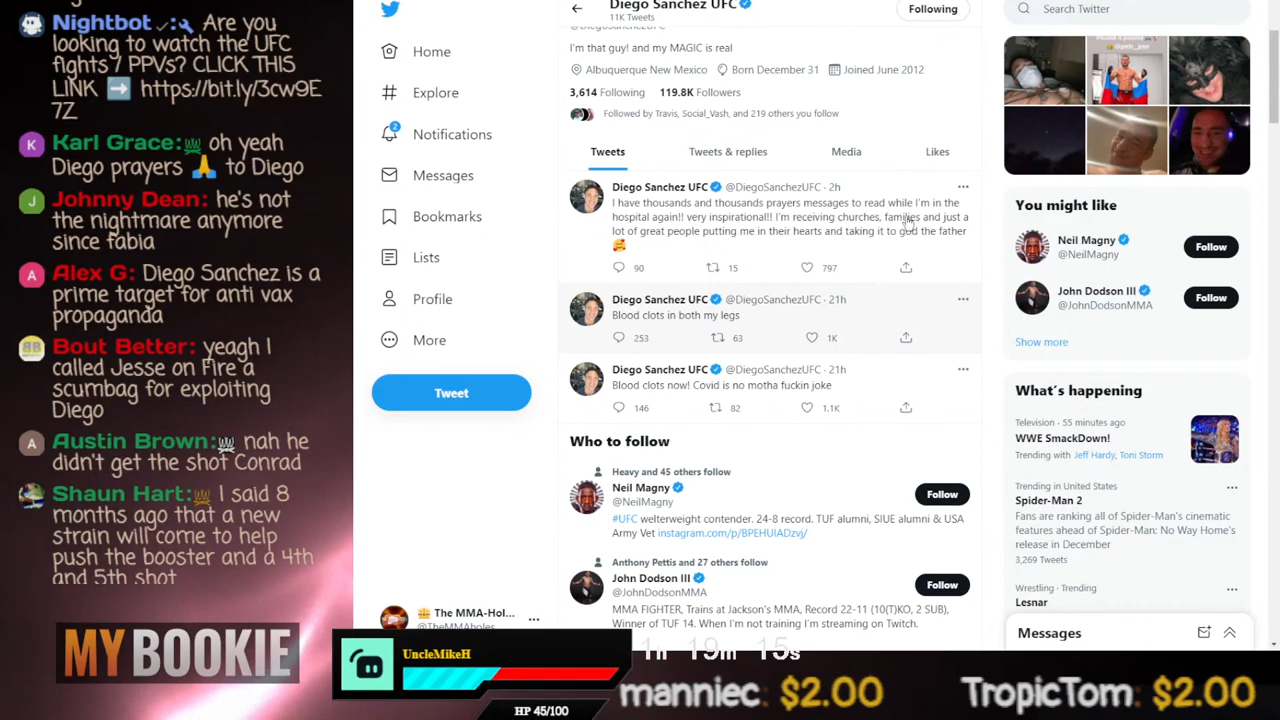 Nightbot: Are you
looking to watch the UFC
fights / PPVs? CLICK THIS
LINK ➡ https://bit.ly/3cw9E
7Z
Karl Grace: oh yeah
Diego prayers 🙏 to Diego
Johnny Dean: he's not
the nightmare anymore
since fabia
Alex G: Diego Sanchez is a
prime target for anti vax
propaganda
Bout Better: yeagh I
called Jesse on Fire a
scumbag for exploiting
Diego
Austin Brown: nah he
didn't get the shot Conrad
Shaun Hart: I said 8
months ago that a new
strain will come to help
push the booster and a 4th
and 5th shot
MYBOOKIE
Home
Explore
2
Notifications
Messages
Bookmarks
Lists
Profile
More
Tweet
The MMA-Hol...
@TheMMAholes
Diego Sanchez UFC
11K Tweets
Following
@DiegoSanchezUFC
I'm that guy! and my MAGIC is real
Albuquerque New Mexico Born December 31 Joined June 2012
3,614 Following 119.8K Followers
Followed by Travis, Social_Vash, and 219 others you follow
Tweets Tweets & replies Media Likes
Diego Sanchez UFC @DiegoSanchezUFC · 2h
I have thousands and thousands prayers messages to read while I'm in the
hospital again!! very inspirational!! I'm receiving churches, families and just a
lot of great people putting me in their hearts and taking it to god the father
🥰
90 15 797
Diego Sanchez UFC @DiegoSanchezUFC · 21h
Blood clots in both my legs
253 63 1K
Diego Sanchez UFC @DiegoSanchezUFC · 21h
Blood clots now! Covid is no motha fuckin joke
146 82 1.1K
Who to follow
Heavy and 45 others follow
Neil Magny
@NeilMagny
Follow
#UFC welterweight contender. 24-8 record. TUF alumni, SIUE alumni & USA
Army Vet instagram.com/p/BPEHUIADzvj/
Anthony Pettis and 27 others follow
John Dodson III
@JohnDodsonMMA
Follow
MMA FIGHTER, Trains at Jackson's MMA, Record 22-11 (10(T)KO, 2 SUB),
Winner of TUF 14. When I'm not training I'm streaming on Twitch.
Search Twitter
You might like
Neil Magny
@NeilMagny
Follow
John Dodson III
@JohnDodsonMMA
Follow
Show more
What's happening
Television · 55 minutes ago
WWE SmackDown!
Trending with Jeff Hardy, Toni Storm
Trending in United States
Spider-Man 2
Fans are ranking all of Spider-Man's cinematic
features ahead of Spider-Man: No Way Home's
release in December
3,269 Tweets
Wrestling · Trending
Lesnar
Messages
UncleMikeH
HP 45/100
1h 19m 15s
manniec: $2.00 TropicTom: $2.00